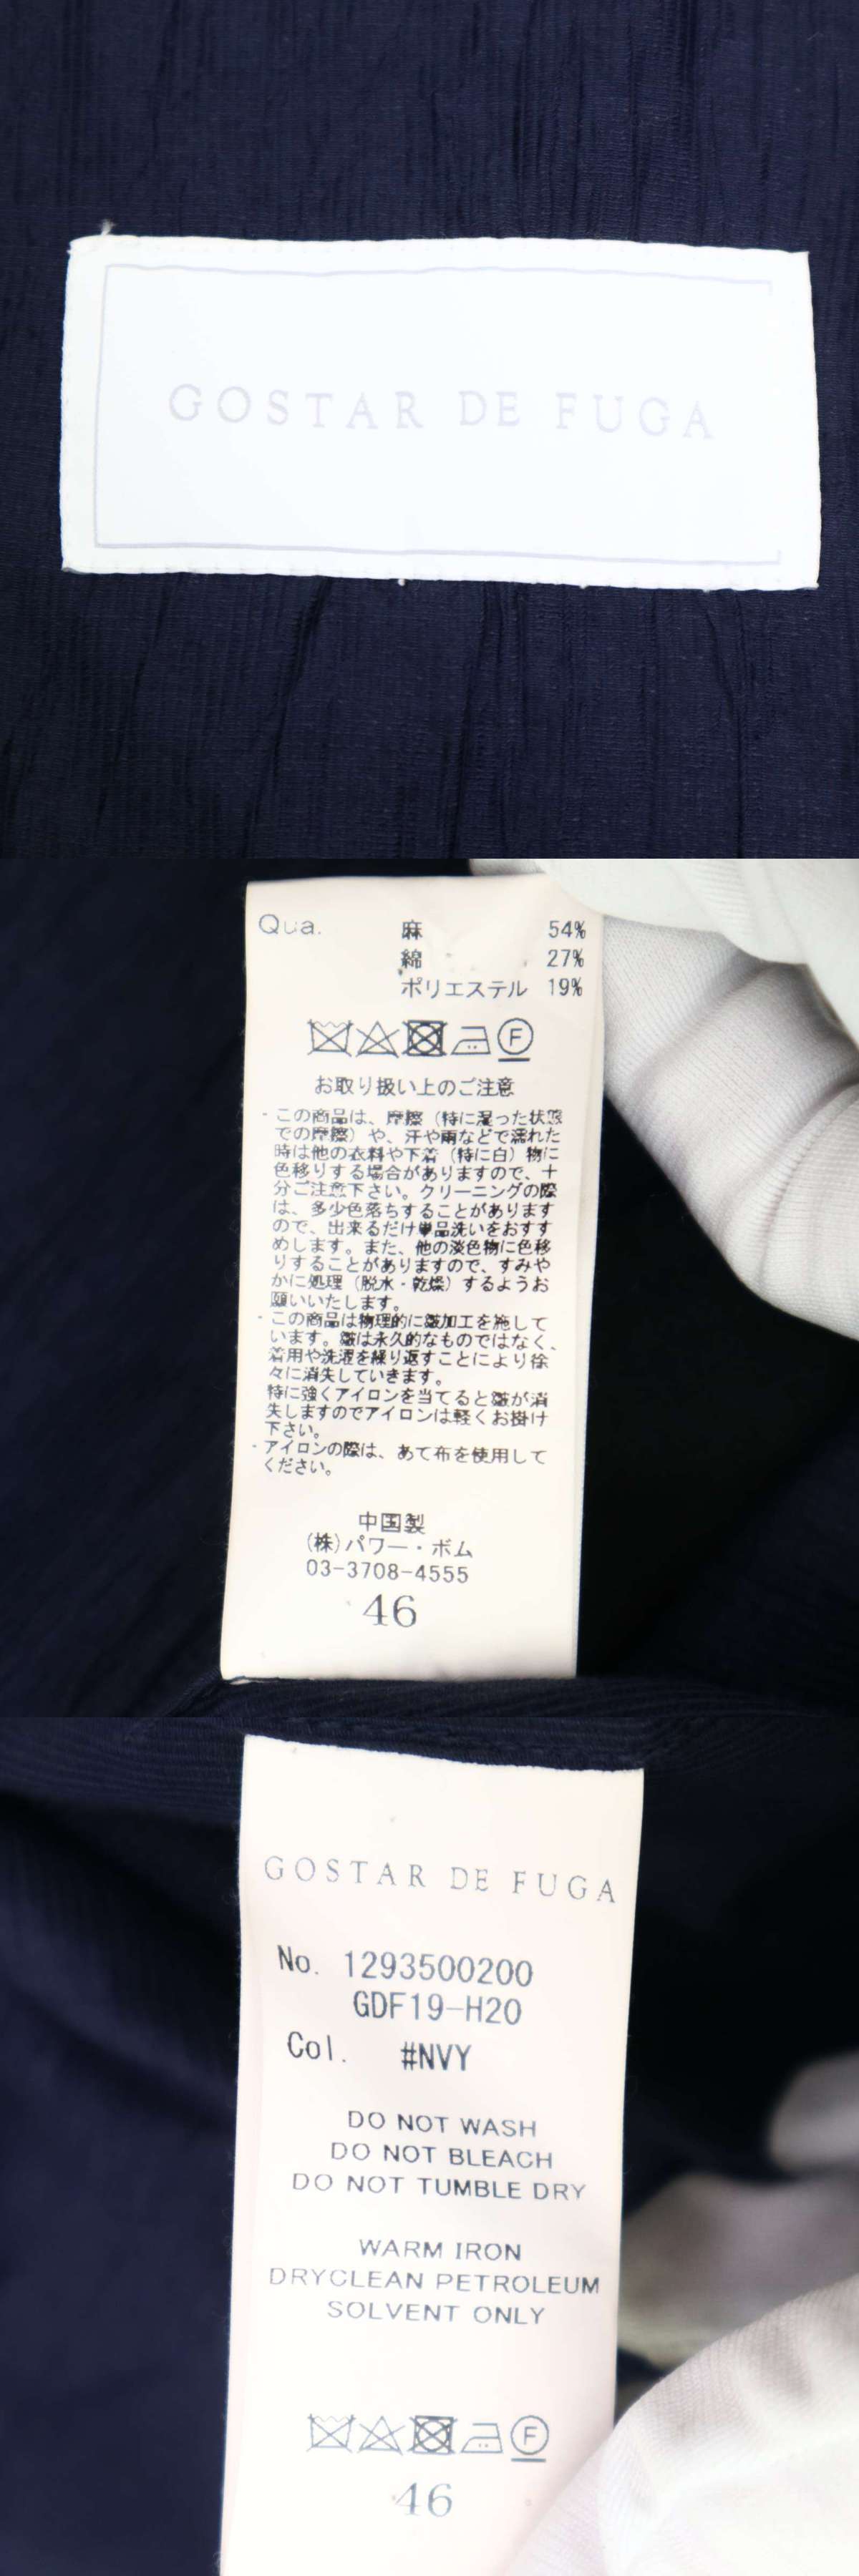 GOSTAR DE FUGA
Qua. 麻 54%
綿 27%
ポリエステル 19%
F
お取り扱い上のご注意
・この商品は、摩擦（特に湿った状態
での摩擦）や、汗や雨などで濡れた
時は他の衣料や下着（特に白）物に
色移りする場合がありますので、十
分ご注意下さい。クリーニングの際
は、多少色落ちすることがあります
ので、出来るだけ単品洗いをおすす
めします。また、他の淡色物に色移
りすることがありますので、すみや
かに処理（脱水・乾燥）するようお
願いいたします。
・この商品は物理的に皺加工を施して
います。皺は永久的なものではなく、
着用や洗濯を繰り返すことにより徐
々に消失していきます。
特に強くアイロンを当てると皺が消
失しますのでアイロンは軽くお掛け
下さい。
・アイロンの際は、あて布を使用して
ください。
中国製
(株)パワー・ボム
03-3708-4555
46
GOSTAR DE FUGA
No. 1293500200
GDF19-H20
Col. #NVY
DO NOT WASH
DO NOT BLEACH
DO NOT TUMBLE DRY
WARM IRON
DRYCLEAN PETROLEUM
SOLVENT ONLY
F
46